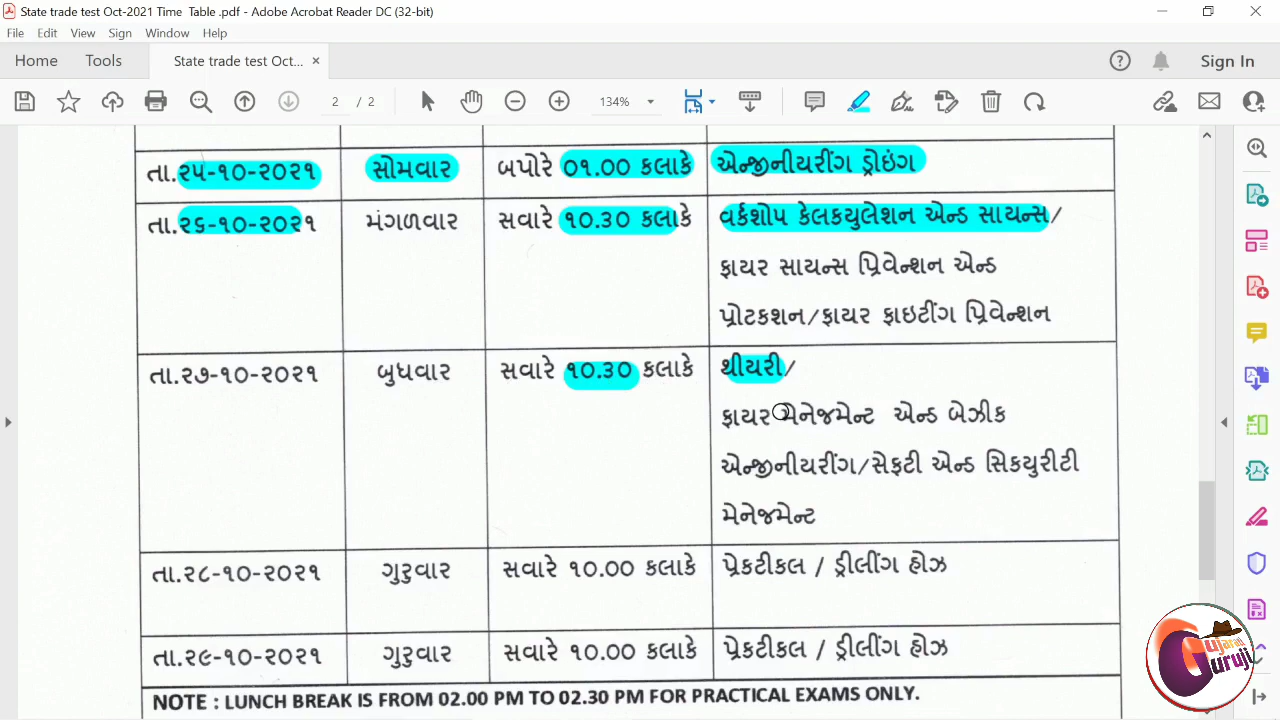 State trade test Oct-2021 Time Table .pdf - Adobe Acrobat Reader DC (32-bit)
File Edit View Sign Window Help
Home Tools State trade test Oct... × Sign In
2 / 2 134%
તા.૨૫-૧૦-૨૦૨૧ સોમવાર બપોરે ૦૧.૦૦ કલાકે એન્જીનીયરીંગ ડ્રોઇંગ
તા.૨૬-૧૦-૨૦૨૧ મંગળવાર સવારે ૧૦.૩૦ કલાકે વર્કશોપ કેલકયુલેશન એન્ડ સાયન્સ/
ફાયર સાયન્સ પ્રિવેન્શન એન્ડ
પ્રોટકશન/ફાયર ફાઇટીંગ પ્રિવેન્શન
તા.૨૭-૧૦-૨૦૨૧ બુધવાર સવારે ૧૦.૩૦ કલાકે થીયરી/
ફાયર મેનેજમેન્ટ એન્ડ બેઝીક
એન્જીનીયરીંગ/સેફટી એન્ડ સિકયુરીટી
મેનેજમેન્ટ
તા.૨૮-૧૦-૨૦૨૧ ગુરુવાર સવારે ૧૦.૦૦ કલાકે પ્રેકટીકલ / ડ્રીલીંગ હોઝ
તા.૨૯-૧૦-૨૦૨૧ ગુરુવાર સવારે ૧૦.૦૦ કલાકે પ્રેકટીકલ / ડ્રીલીંગ હોઝ
NOTE : LUNCH BREAK IS FROM 02.00 PM TO 02.30 PM FOR PRACTICAL EXAMS ONLY.
Gujarati
Guruji